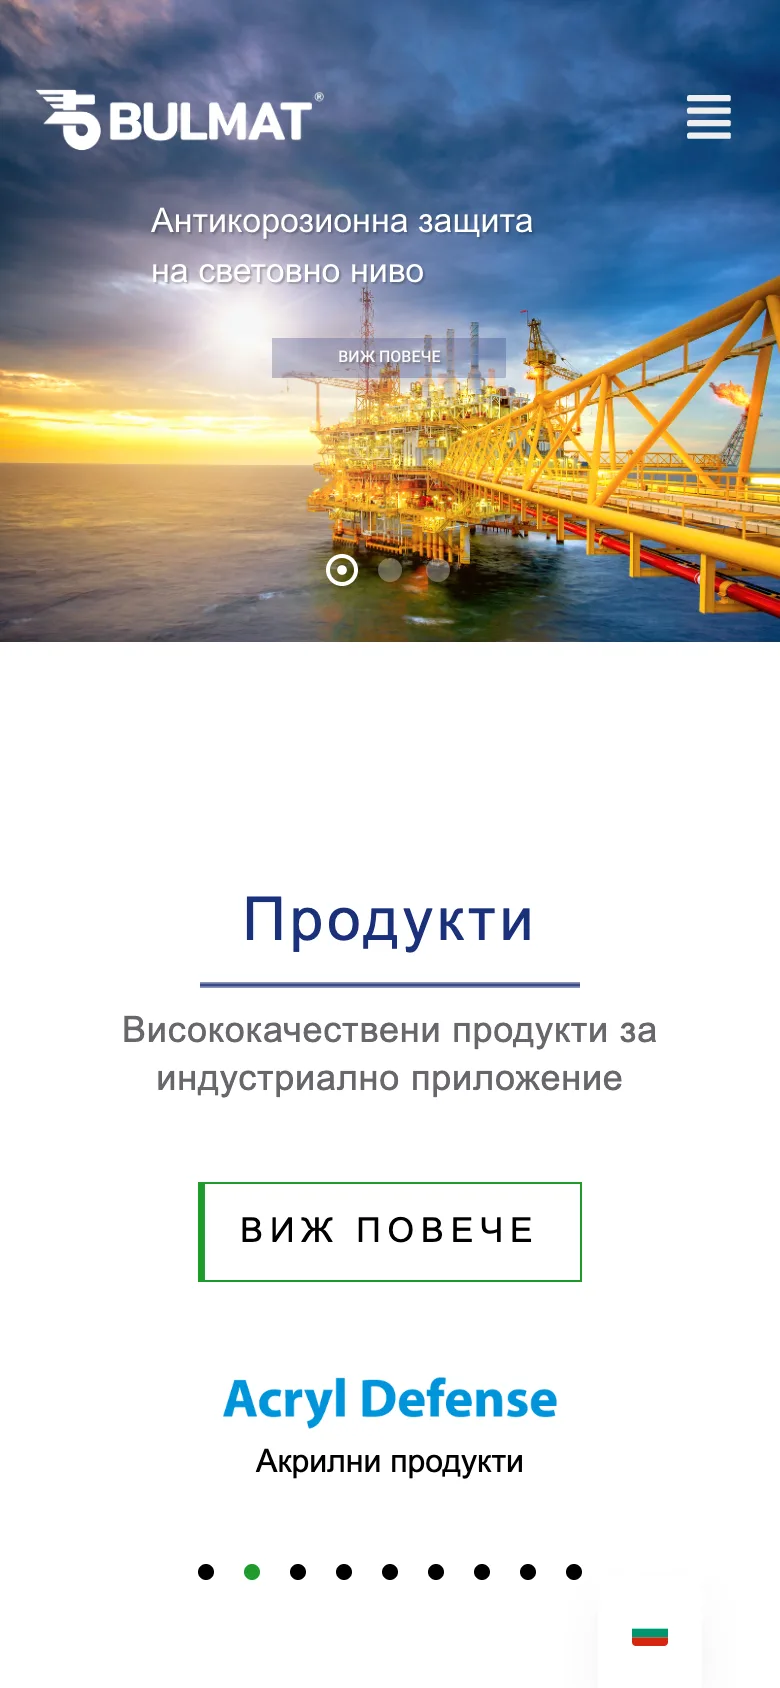 BULMAT®
Антикорозионна защита
на световно ниво
ВИЖ ПОВЕЧЕ
Продукти
Висококачествени продукти за
индустриално приложение
ВИЖ ПОВЕЧЕ
Acryl Defense
Акрилни продукти